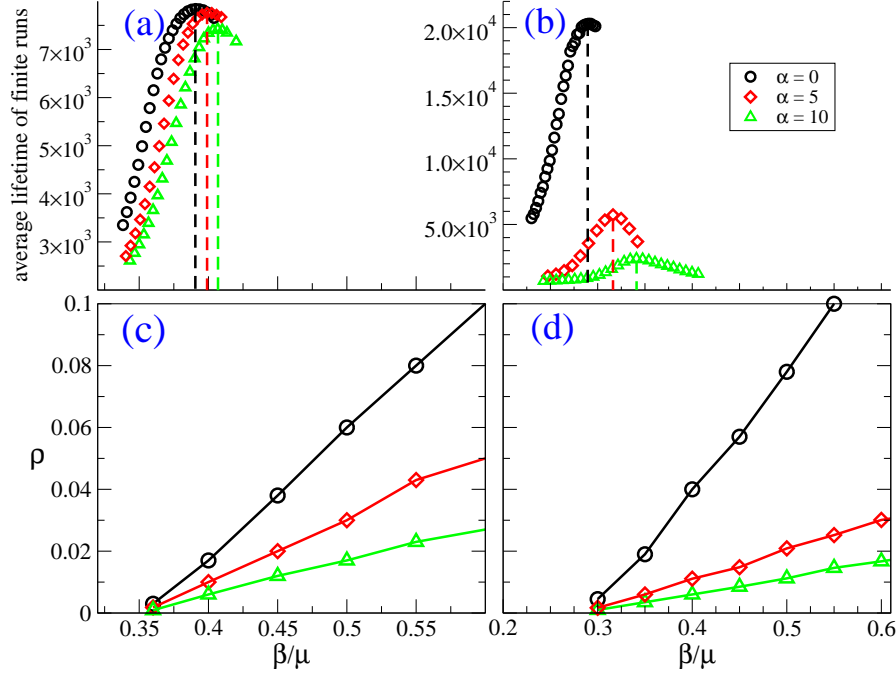 (a)
average lifetime of finite runs
7×10³
6×10³
5×10³
4×10³
3×10³
(b)
2.0×10⁴
1.5×10⁴
1.0×10⁴
5.0×10³
α = 0
α = 5
α = 10
(c)
ρ
0.1
0.08
0.06
0.04
0.02
0
0.35 0.4 0.45 0.5 0.55
β/μ
(d)
0.2 0.3 0.4 0.5 0.6
β/μ